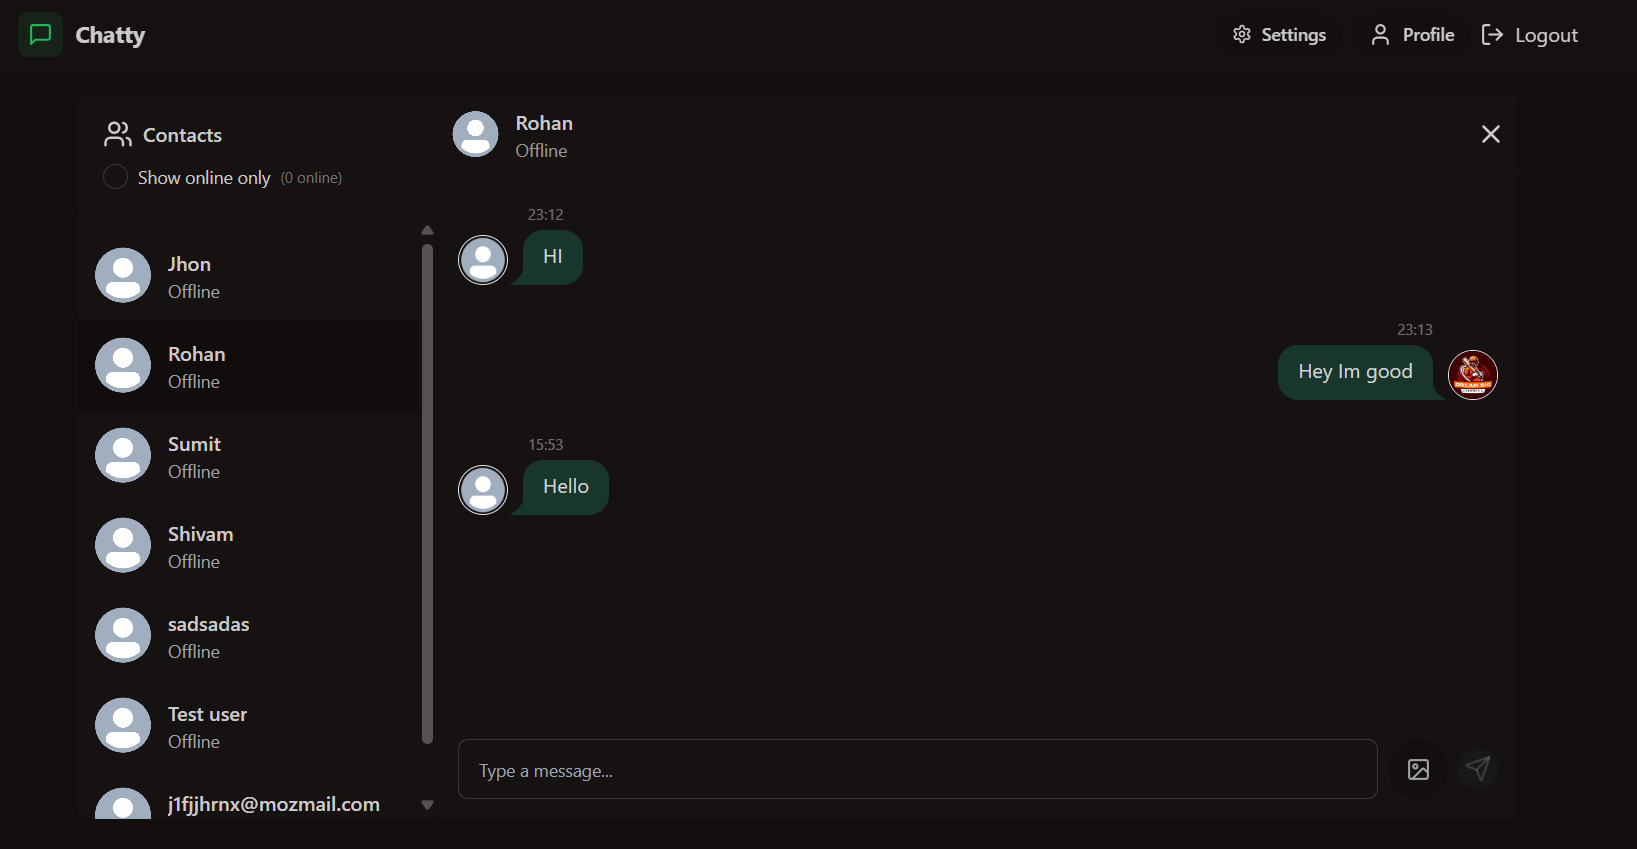 Chatty
Settings
Profile
Logout
Contacts
Show online only (0 online)
Jhon
Offline
Rohan
Offline
Sumit
Offline
Shivam
Offline
sadsadas
Offline
Test user
Offline
j1fjjhrnx@mozmail.com
Rohan
Offline
23:12
HI
23:13
Hey Im good
DREAM BIG
15:53
Hello
Type a message...